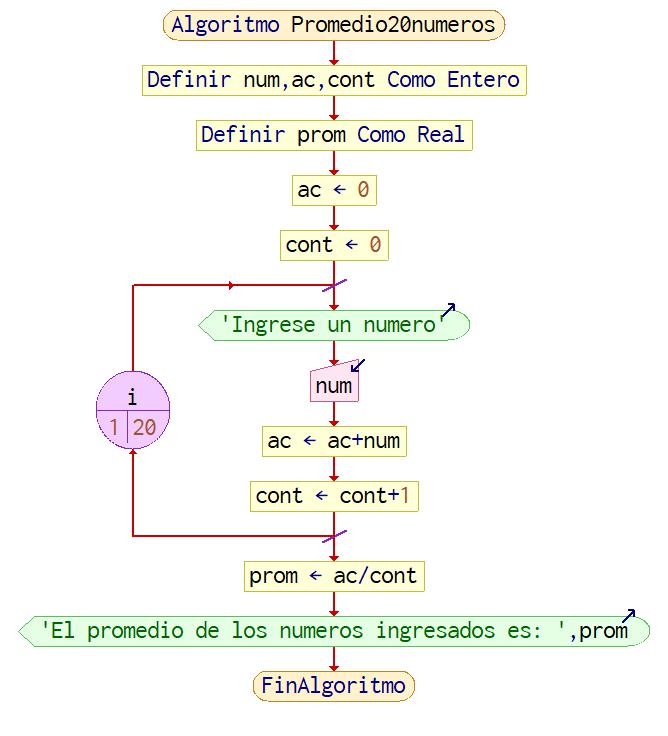 Algoritmo Promedio20numeros
Definir num,ac,cont Como Entero
Definir prom Como Real
ac ← 0
cont ← 0
'Ingrese un numero'
i
1 20
num
ac ← ac+num
cont ← cont+1
prom ← ac/cont
'El promedio de los numeros ingresados es: ',prom
FinAlgoritmo